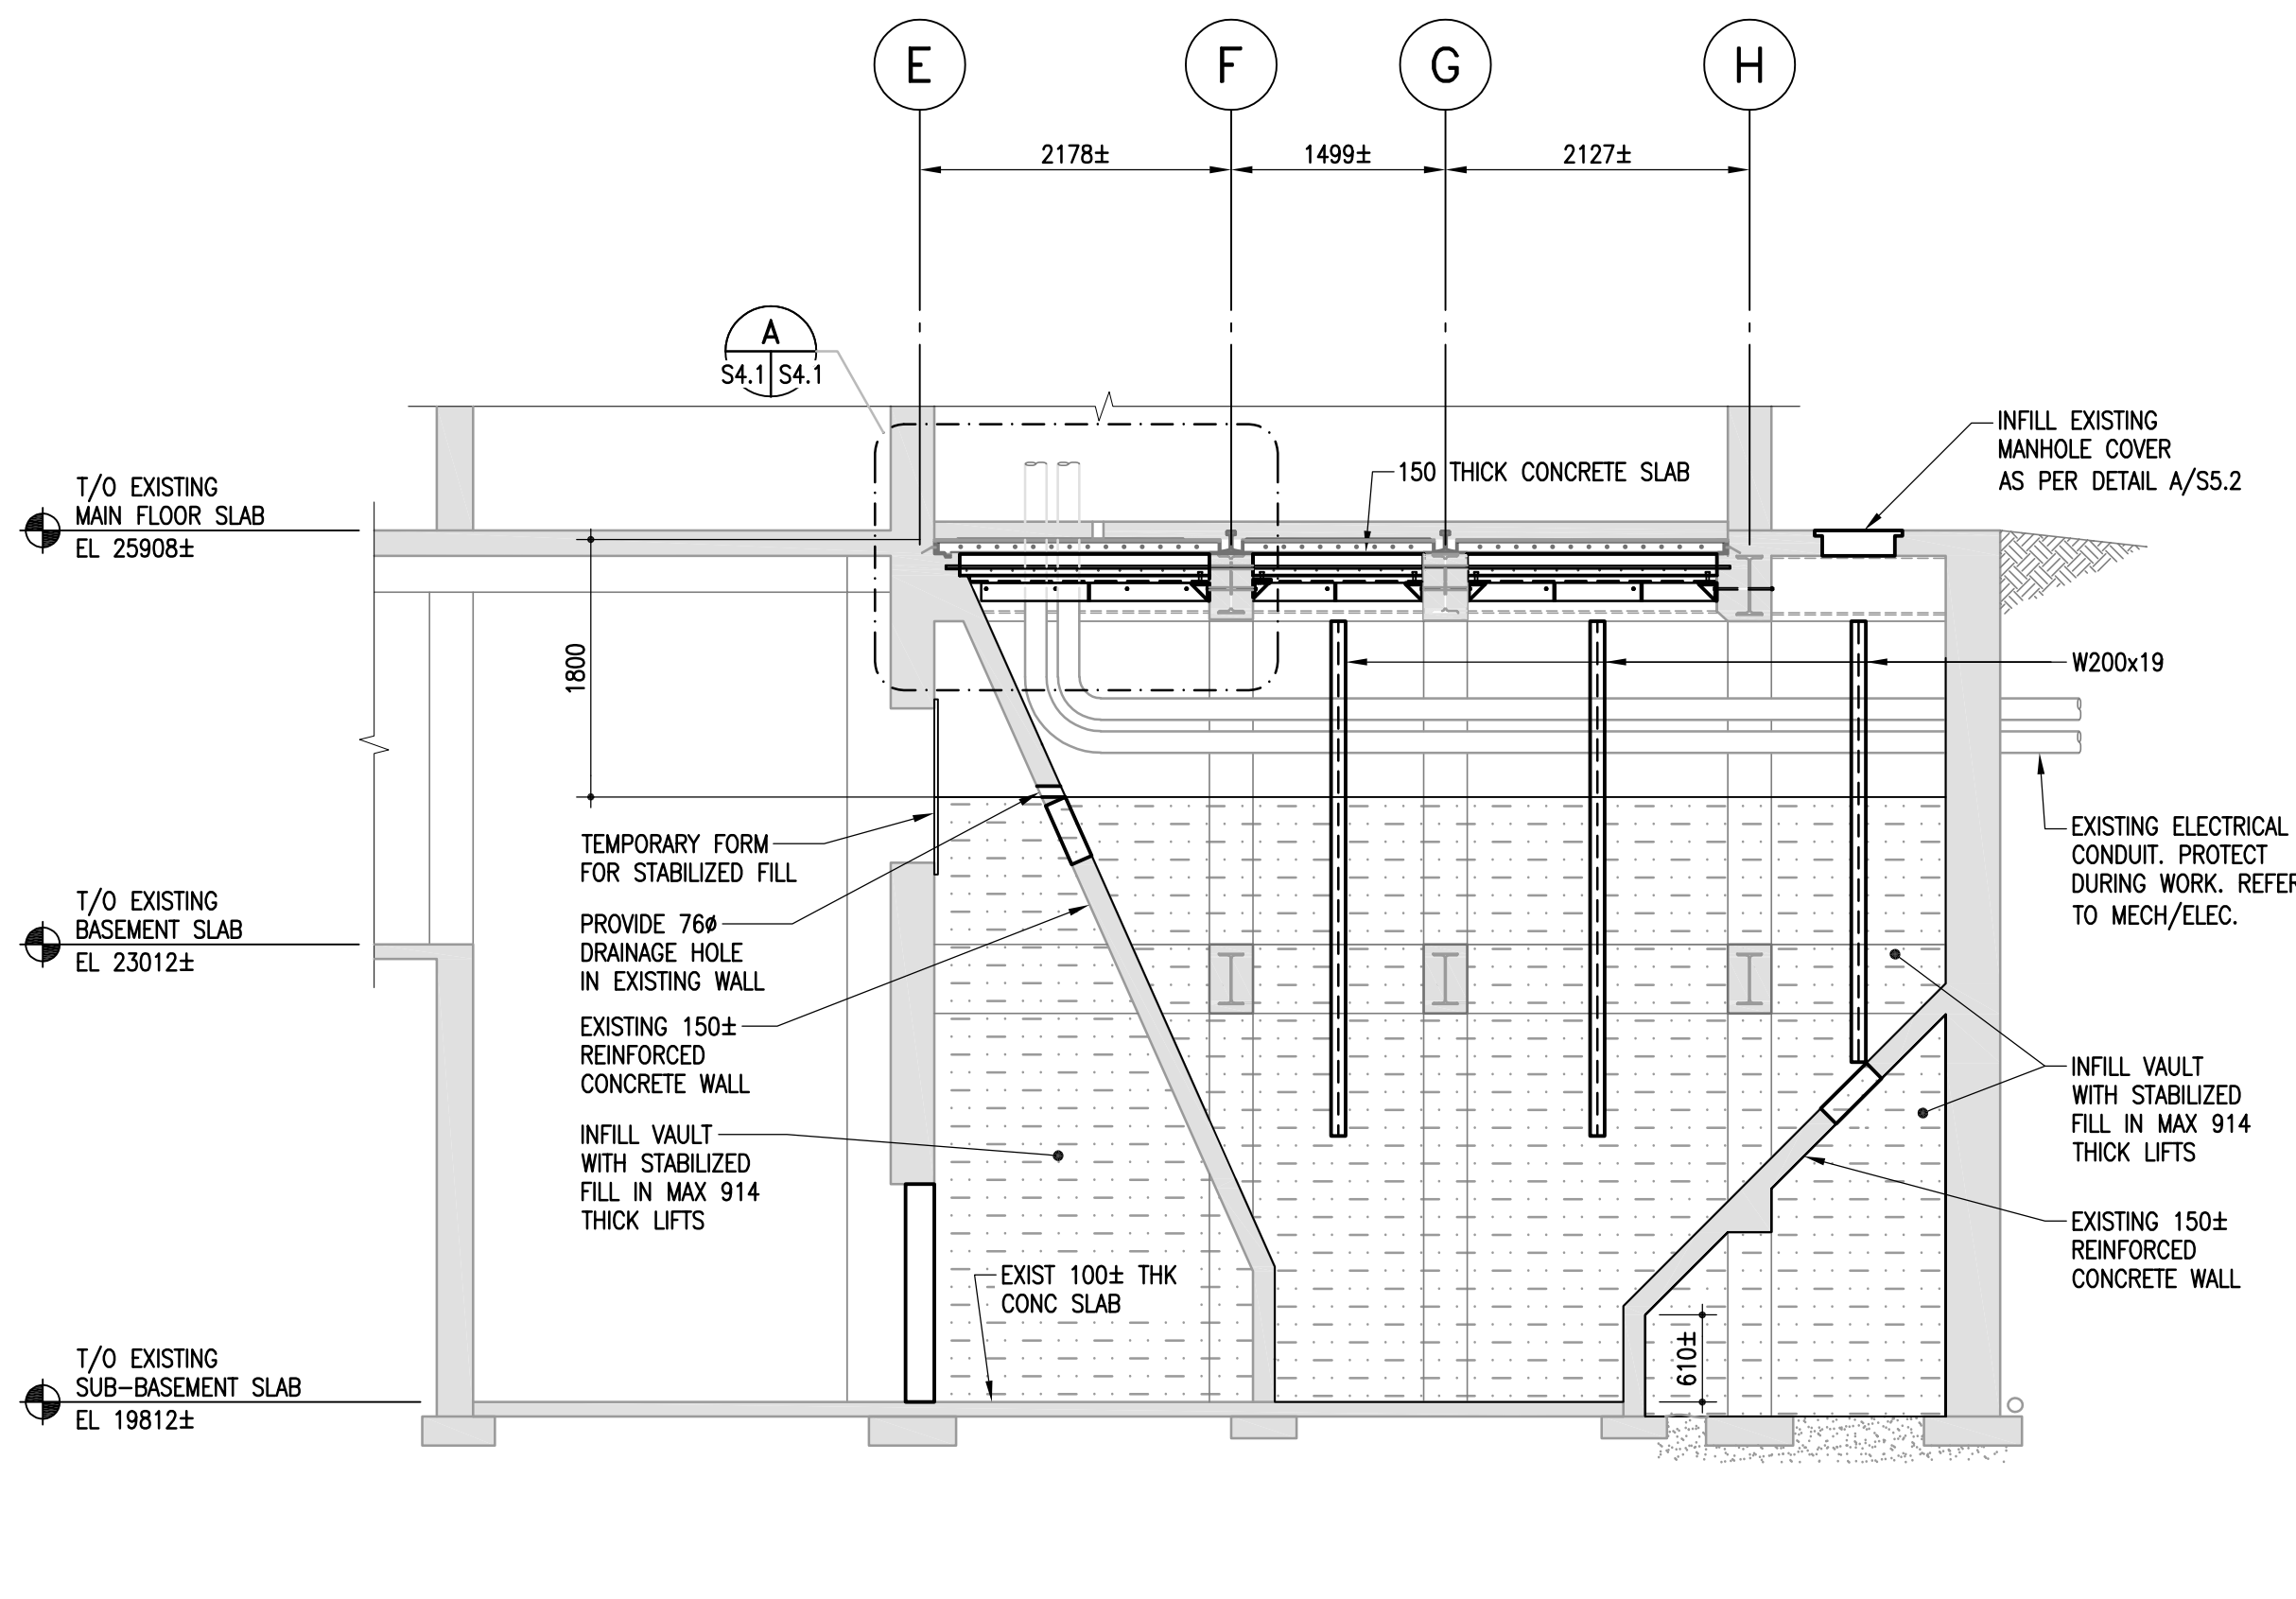 E
F
G
H
2178±
1499±
2127±
A
S4.1 S4.1
INFILL EXISTING
MANHOLE COVER
AS PER DETAIL A/S5.2
150 THICK CONCRETE SLAB
T/O EXISTING
MAIN FLOOR SLAB
EL 25908±
1800
W200x19
TEMPORARY FORM
FOR STABILIZED FILL
EXISTING ELECTRICAL
CONDUIT. PROTECT
DURING WORK. REFER
TO MECH/ELEC.
T/O EXISTING
BASEMENT SLAB
EL 23012±
PROVIDE 76ø
DRAINAGE HOLE
IN EXISTING WALL
EXISTING 150±
REINFORCED
CONCRETE WALL
INFILL VAULT
WITH STABILIZED
FILL IN MAX 914
THICK LIFTS
INFILL VAULT
WITH STABILIZED
FILL IN MAX 914
THICK LIFTS
EXISTING 150±
REINFORCED
CONCRETE WALL
EXIST 100± THK
CONC SLAB
610±
T/O EXISTING
SUB-BASEMENT SLAB
EL 19812±